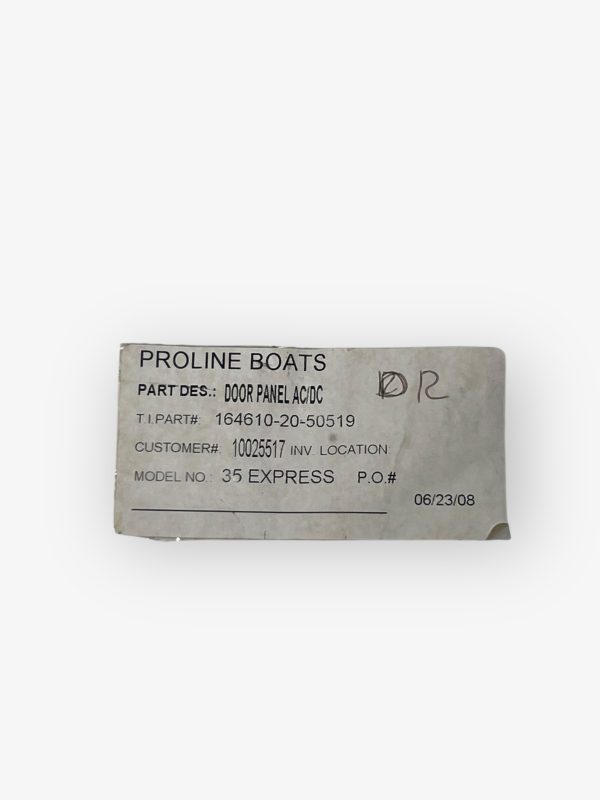 PROLINE BOATS
PART DES.: DOOR PANEL AC/DC
DR
T.I.PART#: 164610-20-50519
CUSTOMER#: 10025517 INV. LOCATION:
MODEL NO.: 35 EXPRESS P.O.#
06/23/08